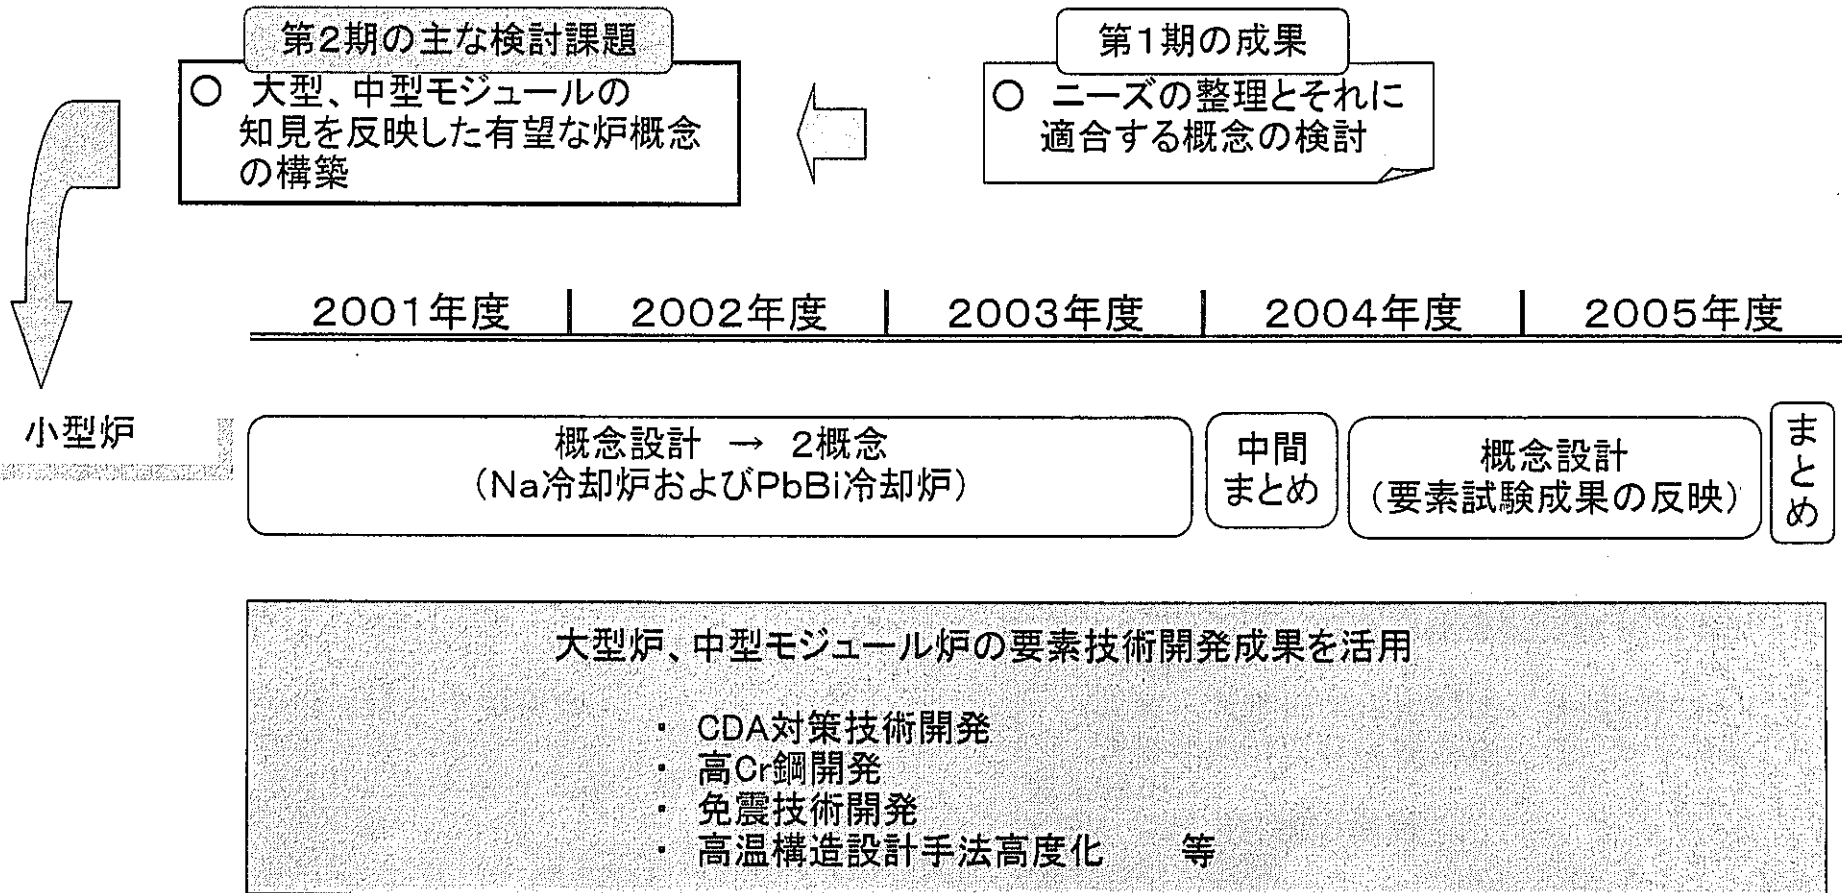 第2期の主な検討課題
○ 大型、中型モジュールの
知見を反映した有望な炉概念
の構築
第1期の成果
○ ニーズの整理とそれに
適合する概念の検討
2001年度 2002年度 2003年度 2004年度 2005年度
小型炉
概念設計 → 2概念
(Na冷却炉およびPbBi冷却炉)
中間
まとめ
概念設計
(要素試験成果の反映)
まとめ
大型炉、中型モジュール炉の要素技術開発成果を活用
・ CDA対策技術開発
・ 高Cr鋼開発
・ 免震技術開発
・ 高温構造設計手法高度化 等